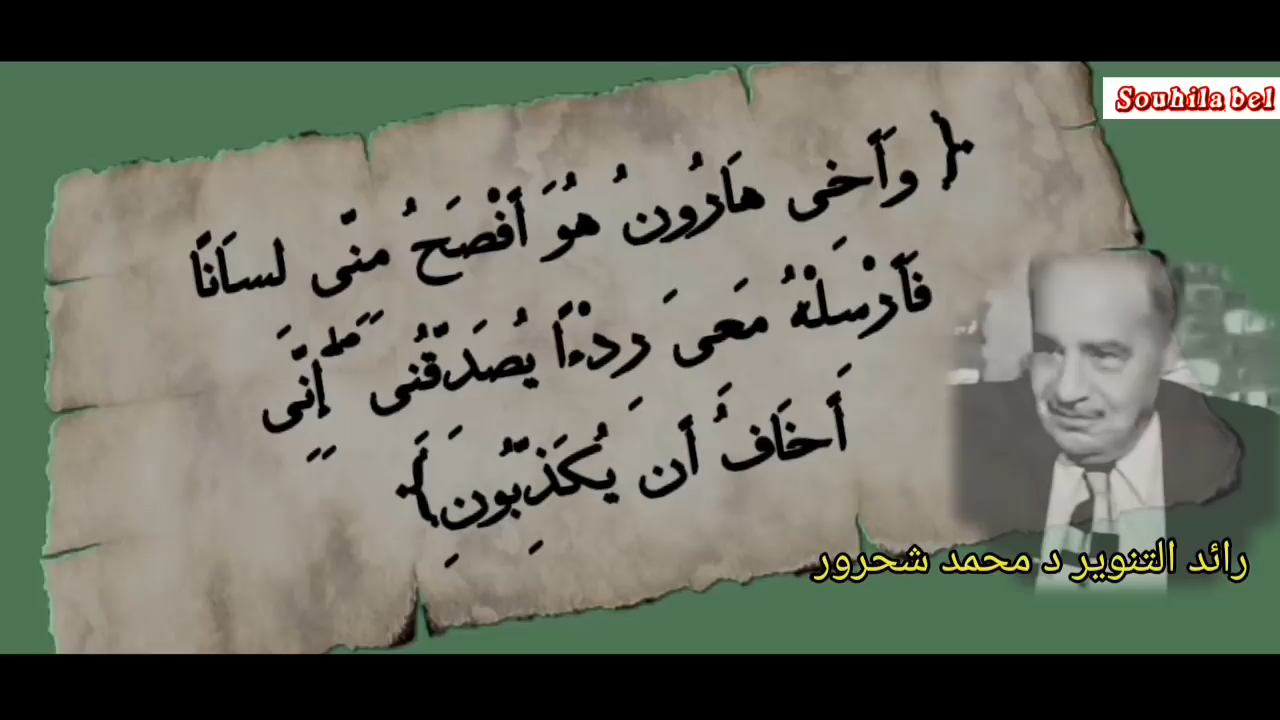 Souhila bel
﴿ وَأَخِى هَارُونُ هُوَ أَفْصَحُ مِنِّى لِسَانًا
فَأَرْسِلْهُ مَعِىَ رِدْءًا يُصَدِّقُنِىٓ ۖ إِنِّىٓ
أَخَافُ أَن يُكَذِّبُونِ ﴾
رائد التنوير د محمد شحرور